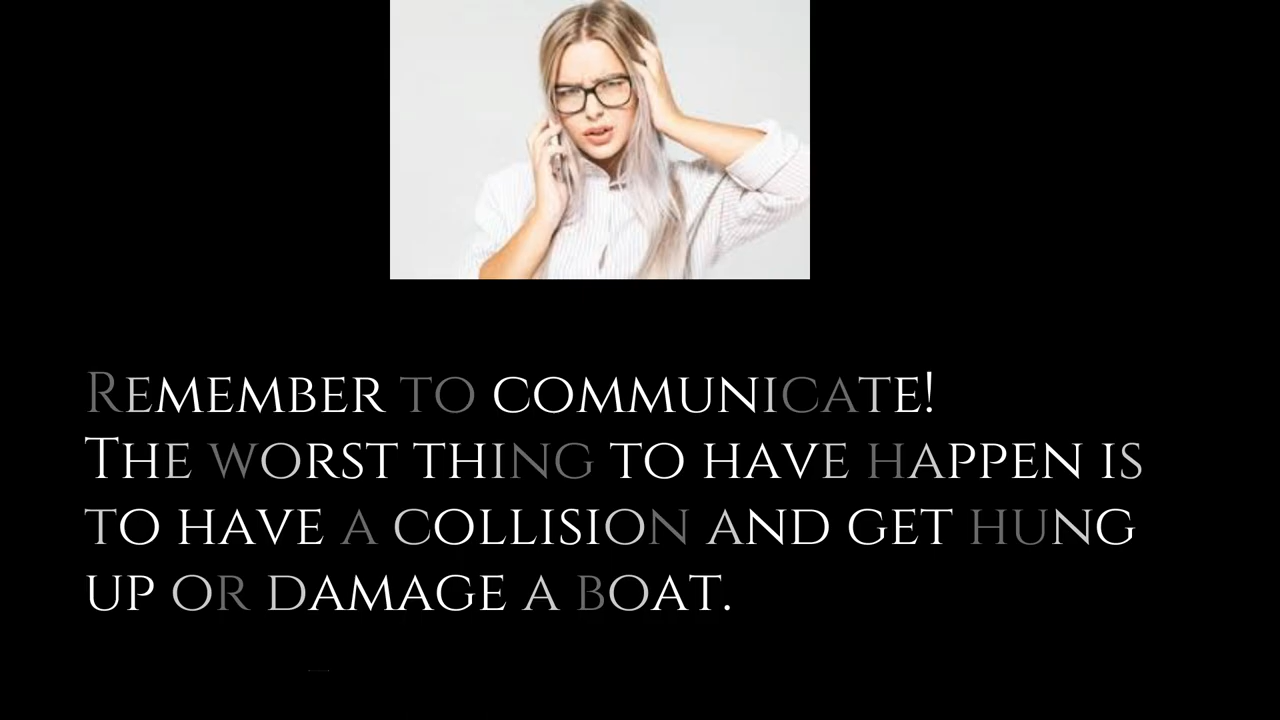 Remember to communicate!
The worst thing to have happen is
to have a collision and get hung
up or damage a boat.